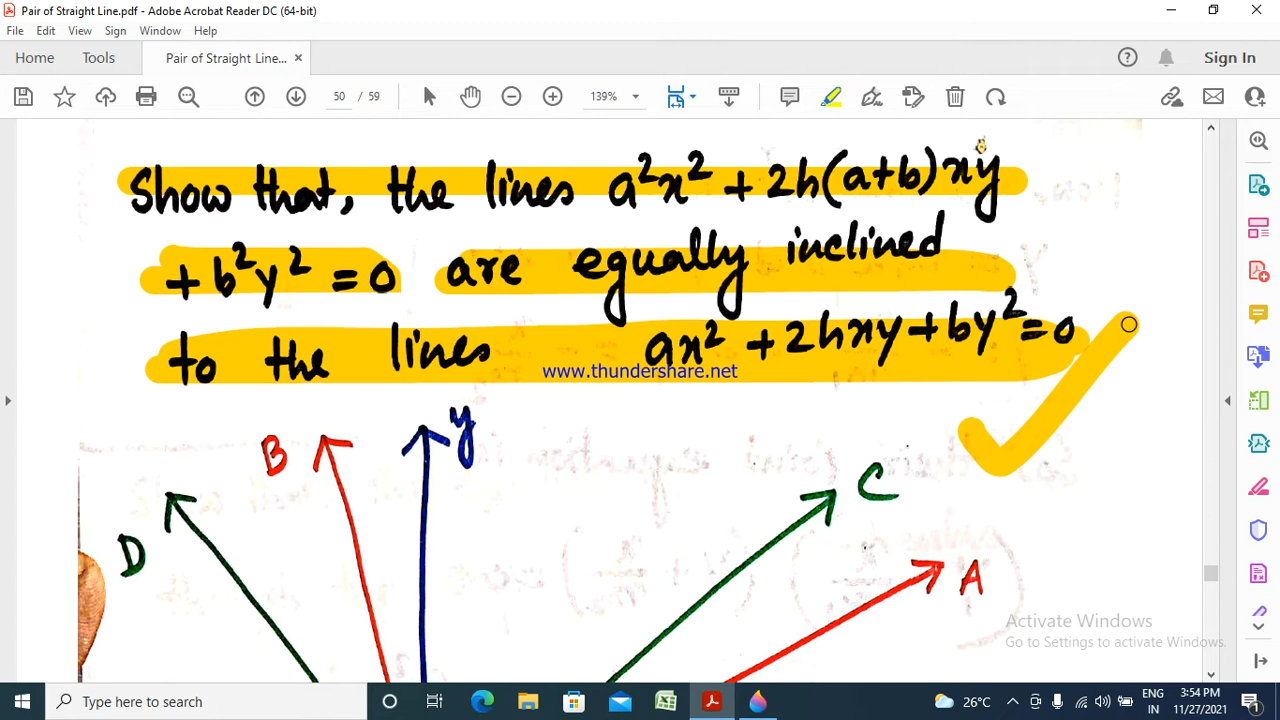 Pair of Straight Line.pdf - Adobe Acrobat Reader DC (64-bit)
File Edit View Sign Window Help
Home Tools Pair of Straight Line... × Sign In
50 / 59 139%
Show that, the lines a²x² + 2h(a+b)xy
+ b²y² = 0 are equally inclined
to the lines ax² + 2hxy + by² = 0
www.thundershare.net
y
B
C
D
A
Activate Windows
Go to Settings to activate Windows.
Type here to search
26°C ENG IN 3:54 PM 11/27/2021 1